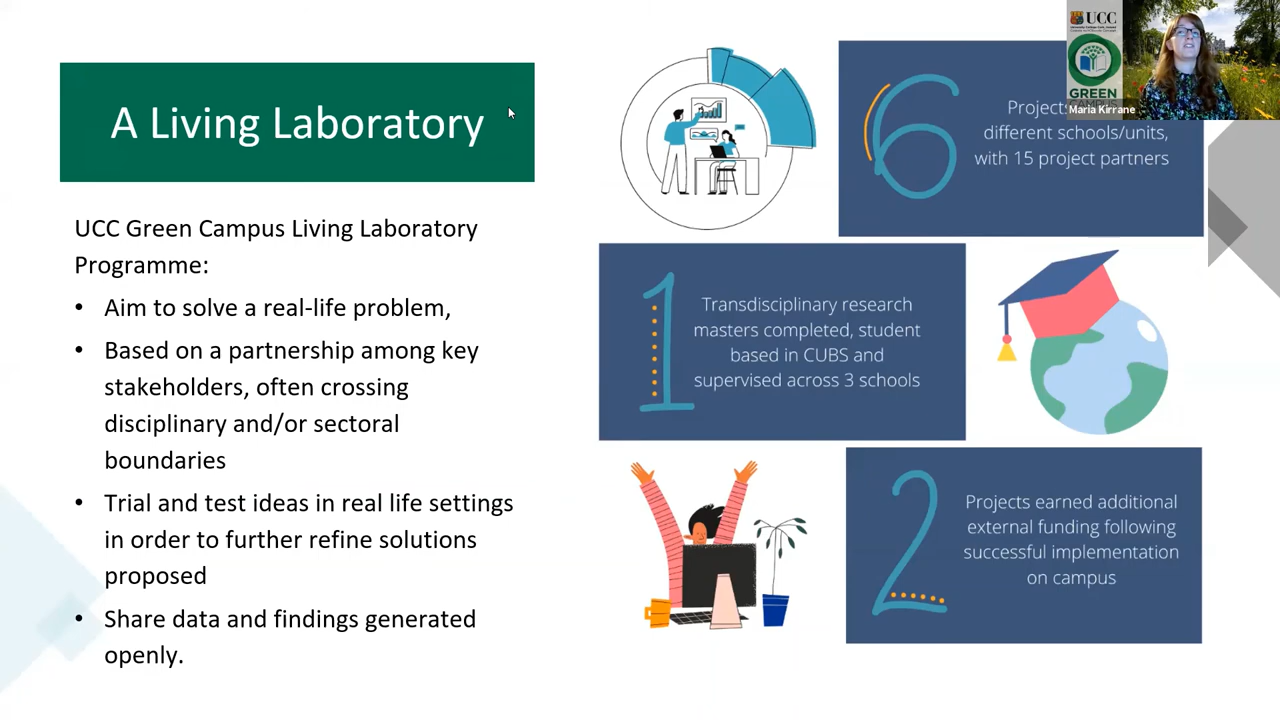 A Living Laboratory
UCC Green Campus Living Laboratory
Programme:
• Aim to solve a real-life problem,
• Based on a partnership among key
stakeholders, often crossing
disciplinary and/or sectoral
boundaries
• Trial and test ideas in real life settings
in order to further refine solutions
proposed
• Share data and findings generated
openly.
6
Projects
different schools/units,
with 15 project partners
1
Transdisciplinary research
masters completed, student
based in CUBS and
supervised across 3 schools
2
Projects earned additional
external funding following
successful implementation
on campus
UCC
GREEN
CAMPUS
Maria Kirrane